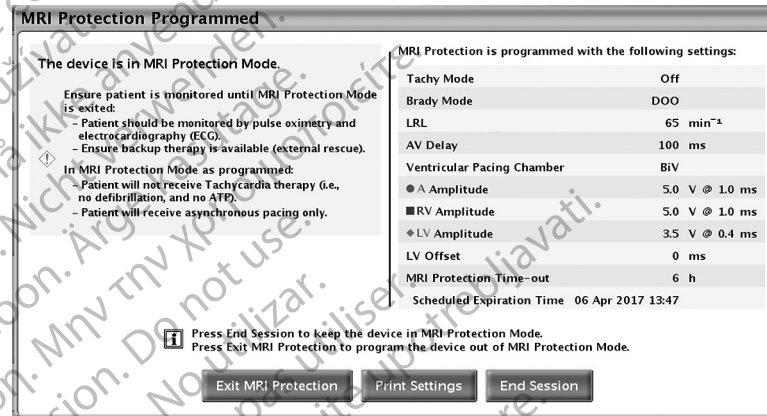 MRI Protection Programmed
The device is in MRI Protection Mode.
Ensure patient is monitored until MRI Protection Mode
is exited:
– Patient should be monitored by pulse oximetry and
electrocardiography (ECG).
– Ensure backup therapy is available (external rescue).
In MRI Protection Mode as programmed:
– Patient will not receive Tachycardia therapy (i.e.,
no defibrillation, and no ATP).
– Patient will receive asynchronous pacing only.
MRI Protection is programmed with the following settings:
Tachy Mode Off
Brady Mode DOO
LRL 65 min⁻¹
AV Delay 100 ms
Ventricular Pacing Chamber BiV
A Amplitude 5.0 V @ 1.0 ms
RV Amplitude 5.0 V @ 1.0 ms
LV Amplitude 3.5 V @ 0.4 ms
LV Offset 0 ms
MRI Protection Time-out 6 h
Scheduled Expiration Time 06 Apr 2017 13:47
i Press End Session to keep the device in MRI Protection Mode.
Press Exit MRI Protection to program the device out of MRI Protection Mode.
Exit MRI Protection Print Settings End Session
Nicht verwenden.
Do not use.
Não utilizar.